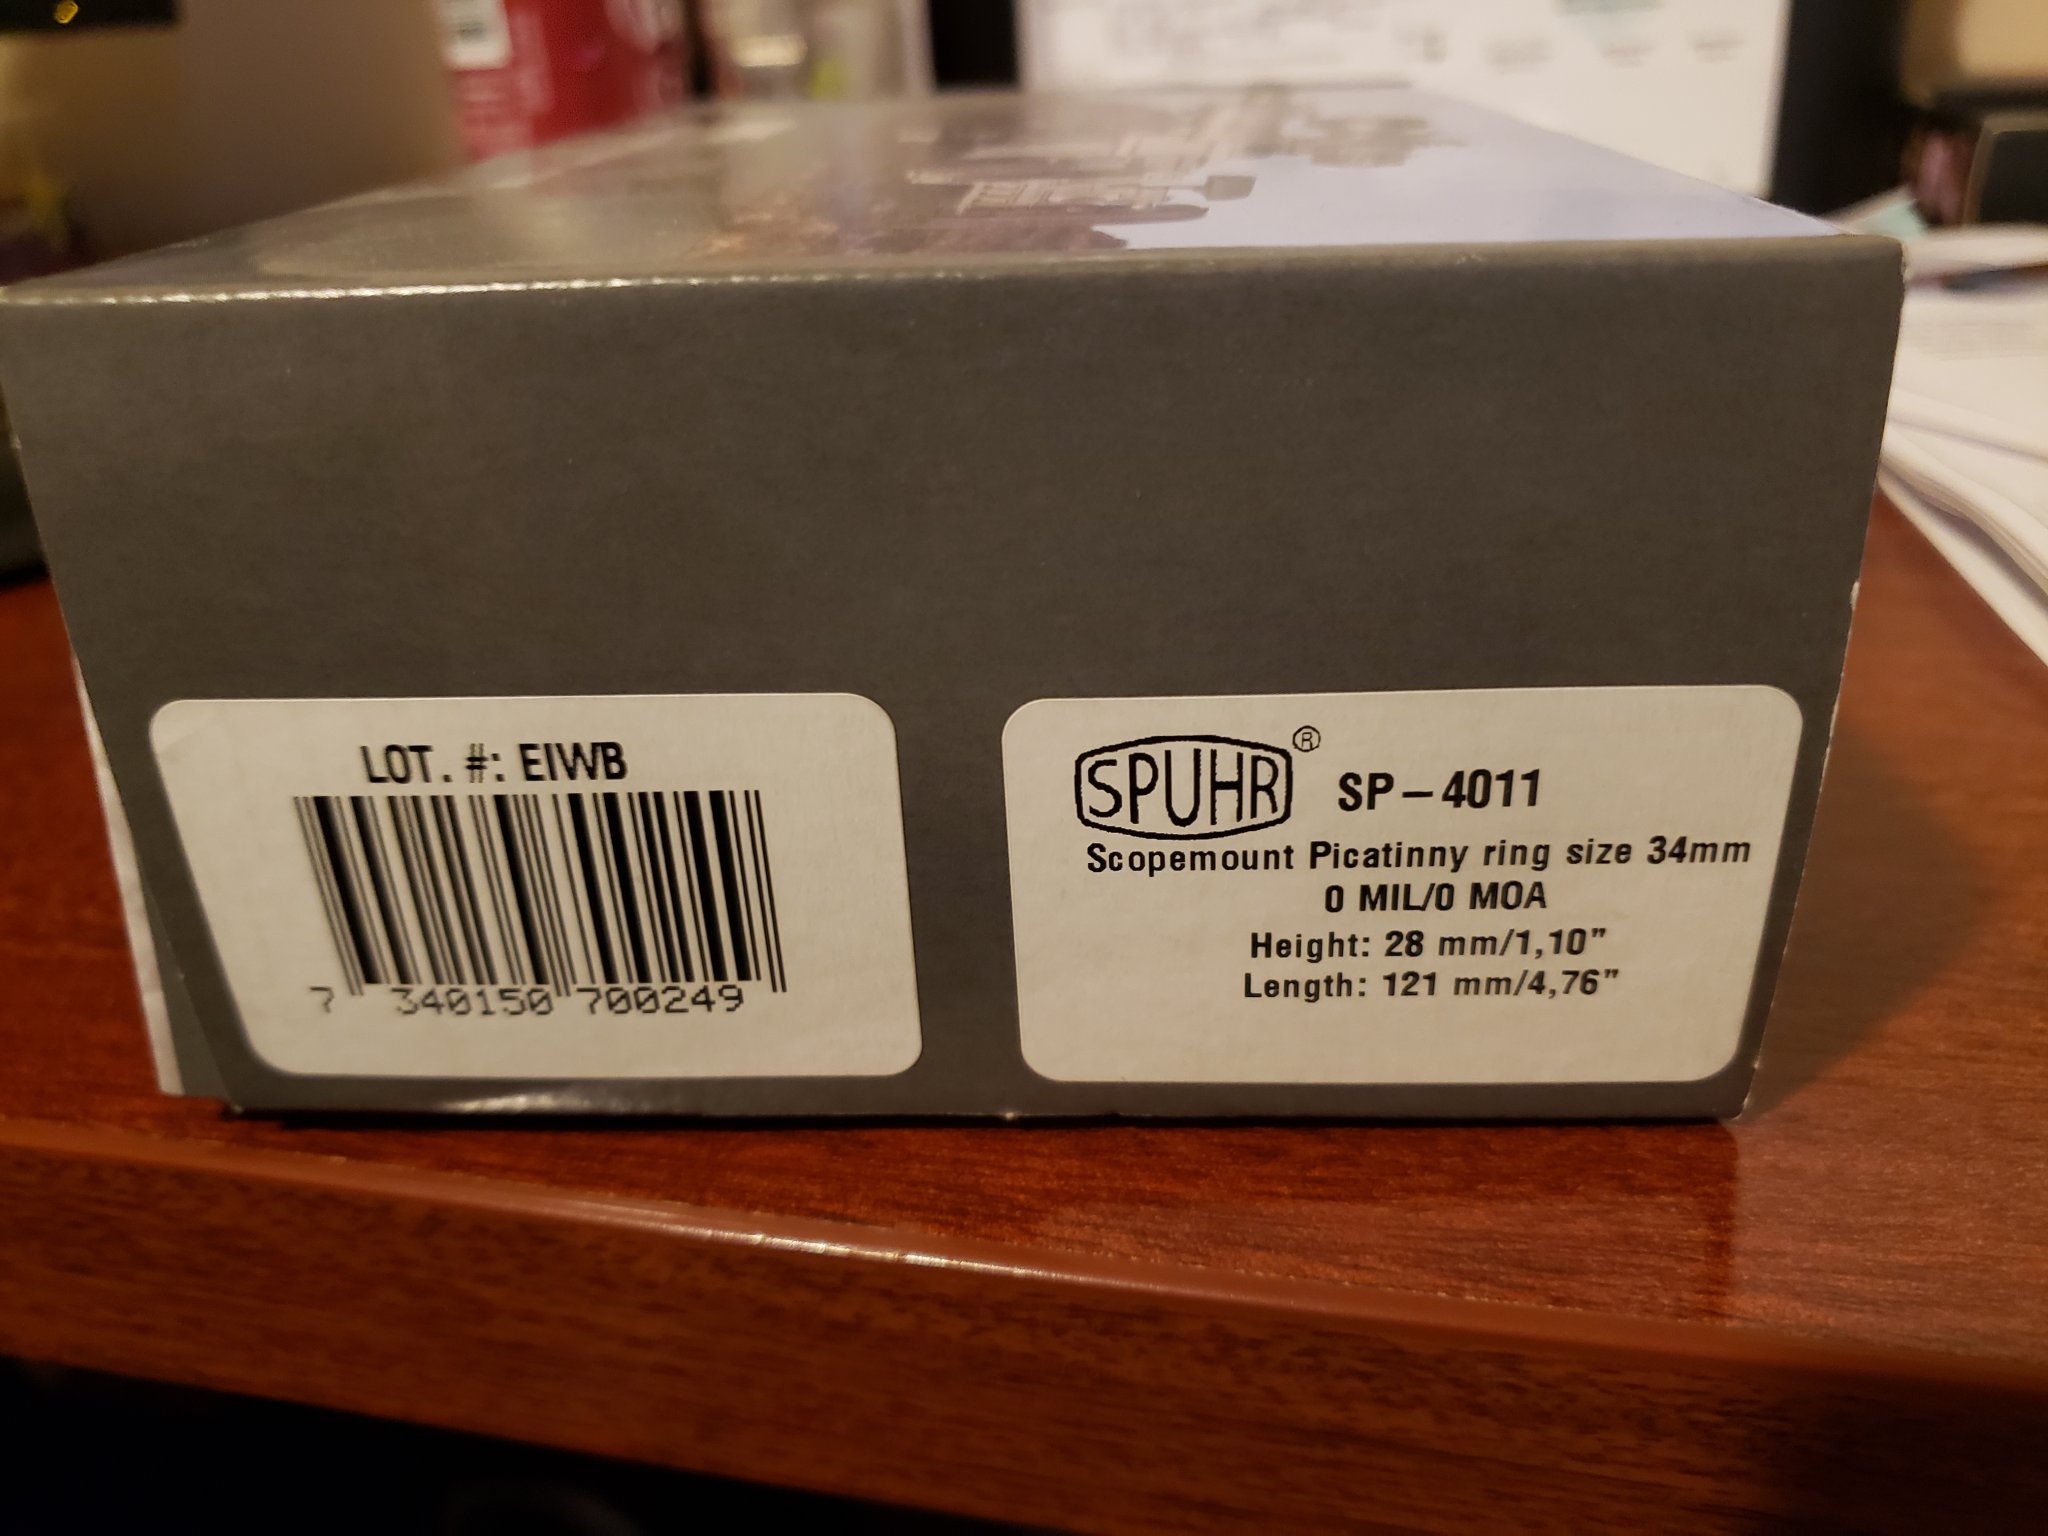 LOT. #: EIWB
7 340150 700249
SPUHR® SP-4011
Scopemount Picatinny ring size 34mm
0 MIL/0 MOA
Height: 28 mm/1,10"
Length: 121 mm/4,76"